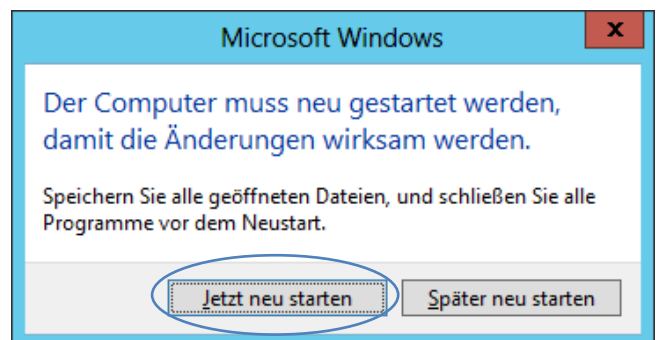 Microsoft Windows
x
Der Computer muss neu gestartet werden,
damit die Änderungen wirksam werden.
Speichern Sie alle geöffneten Dateien, und schließen Sie alle
Programme vor dem Neustart.
Jetzt neu starten
Später neu starten